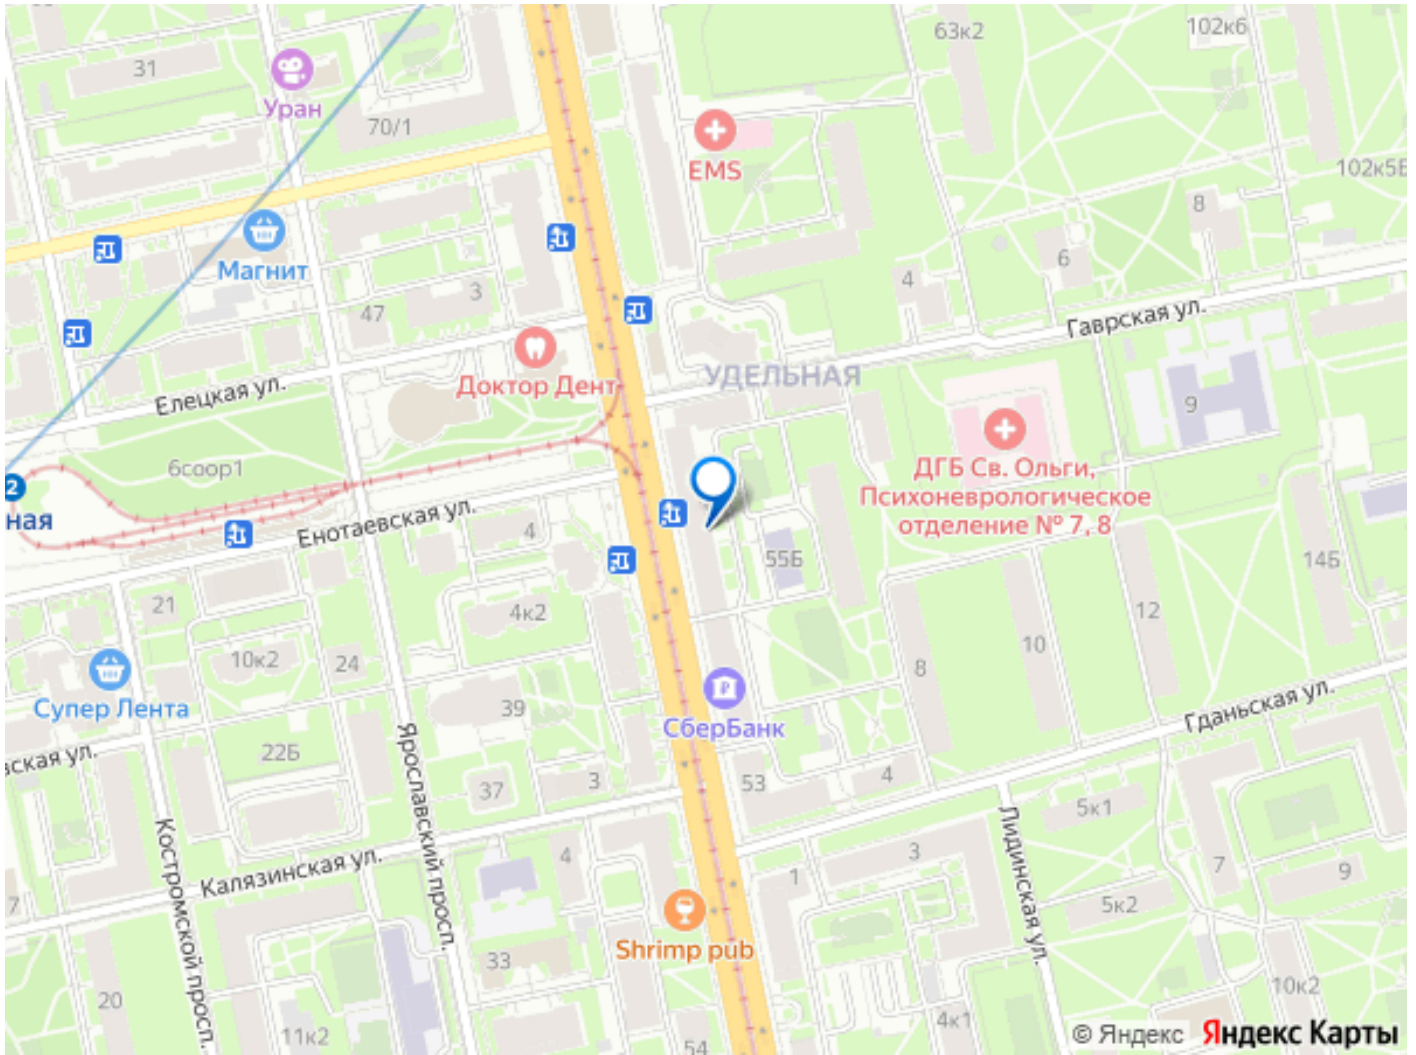 63к2
102к6
31
Уран
70/1
EMS
102к5Б
8
Магнит
6
4
3
47
Гаврская ул.
Доктор Дент
УДЕЛЬНАЯ
Елецкая ул.
9
6соор1
ДГБ Св. Ольги,
Психоневрологическое
отделение № 7, 8
2
ная
Енотаевская ул.
4
55Б
14Б
21
4к2
12
10к2
24
10
8
Супер Лента
39
СберБанк
Гданьская ул.
вская ул.
22Б
Ярославский просп.
3
53
4
37
5к1
Костромской просп.
Лидинская ул.
Калязинская ул.
4
3
7
9
1
7
5к2
Shrimp pub
33
20
10к2
11к2
4к1
54
© Яндекс Яндекс Карты